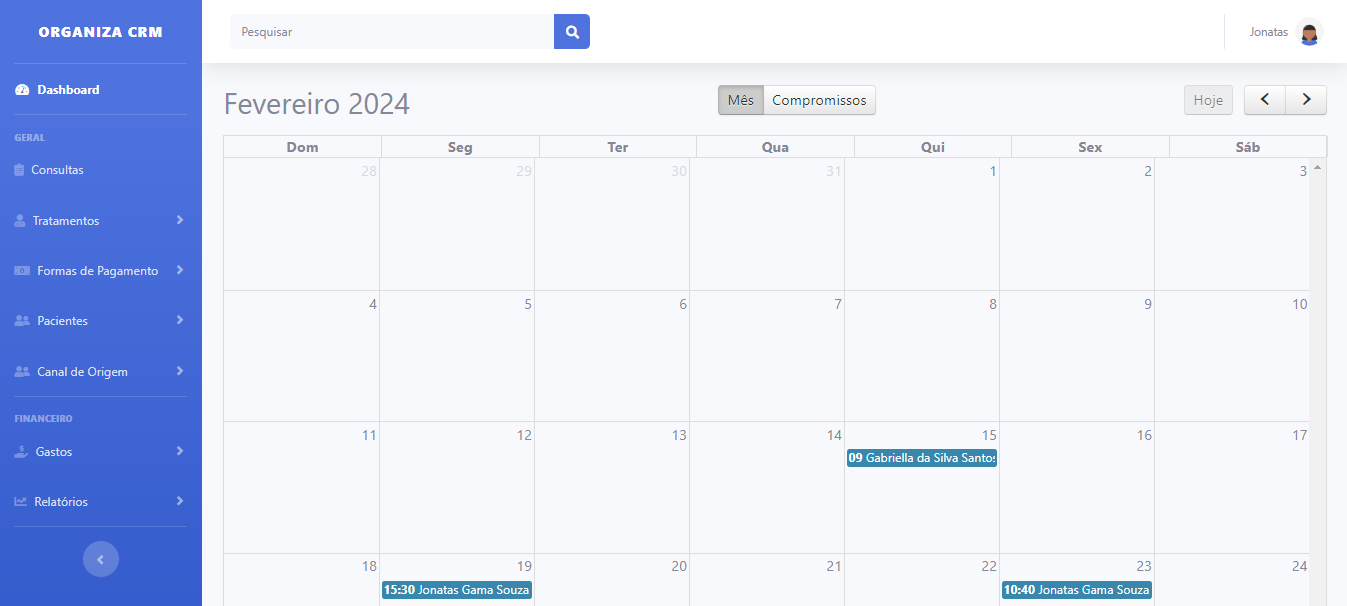 ORGANIZA CRM
Dashboard
GERAL
Consultas
Tratamentos
Formas de Pagamento
Pacientes
Canal de Origem
FINANCEIRO
Gastos
Relatórios
Pesquisar
Jonatas
Fevereiro 2024
Mês Compromissos
Hoje
Dom Seg Ter Qua Qui Sex Sáb
28 29 30 31 1 2 3
4 5 6 7 8 9 10
11 12 13 14 15 16 17
09 Gabriella da Silva Santos
18 19 20 21 22 23 24
15:30 Jonatas Gama Souza 10:40 Jonatas Gama Souza